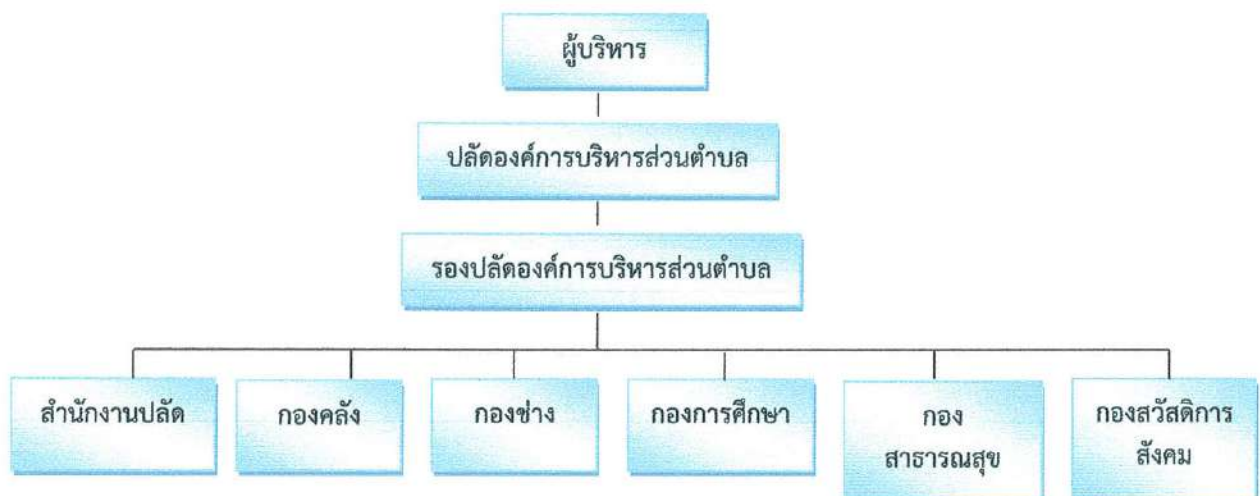 ผู้บริหาร
ปลัดองค์การบริหารส่วนตำบล
รองปลัดองค์การบริหารส่วนตำบล
สำนักงานปลัด
กองคลัง
กองช่าง
กองการศึกษา
กอง
สาธารณสุข
กองสวัสดิการ
สังคม